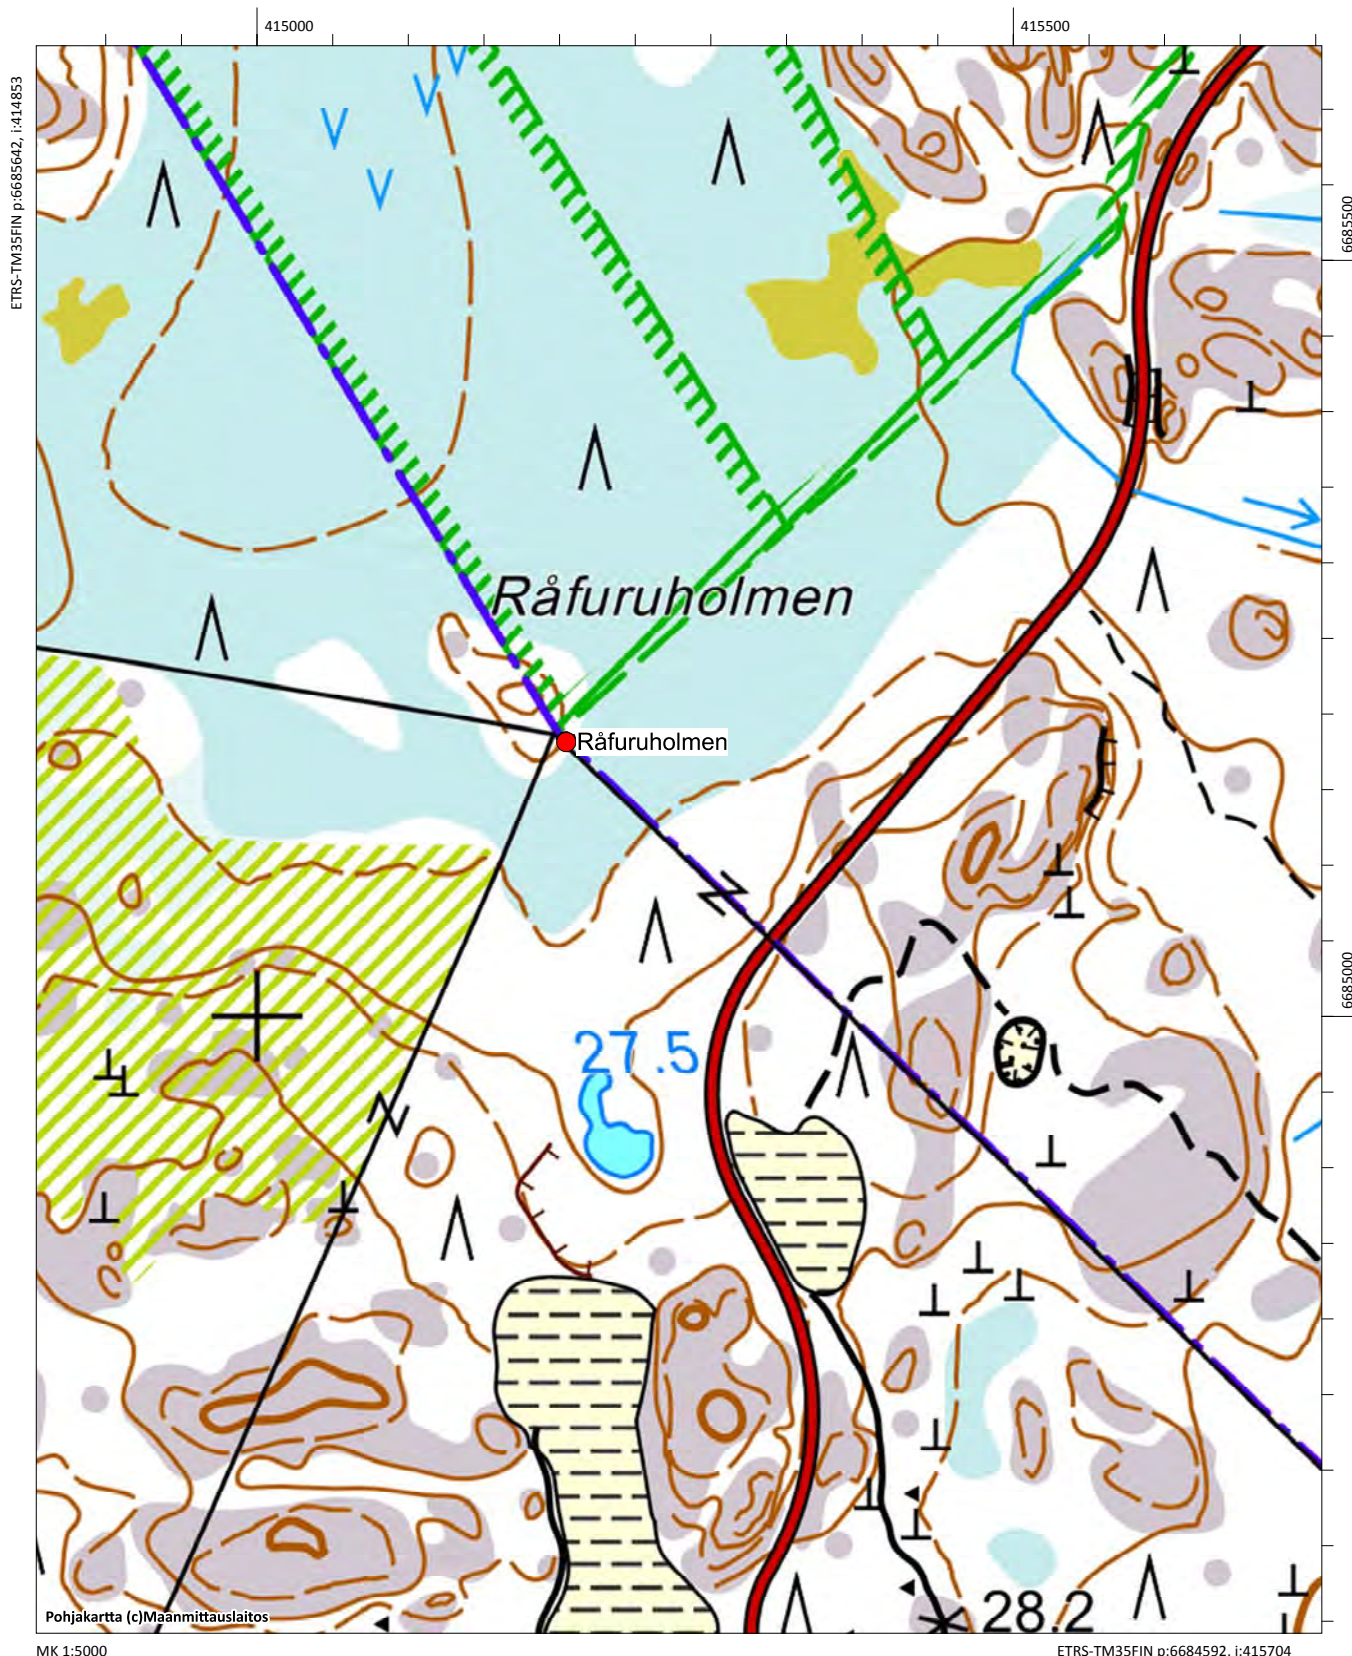 415000
415500
ETRS-TM35FIN p:6685642, i:414853
6685500
Råfuruholmen
Råfuruholmen
6685000
27.5
28.2
Pohjakartta (c)Maanmittauslaitos
MK 1:5000
ETRS-TM35FIN p:6684592, i:415704